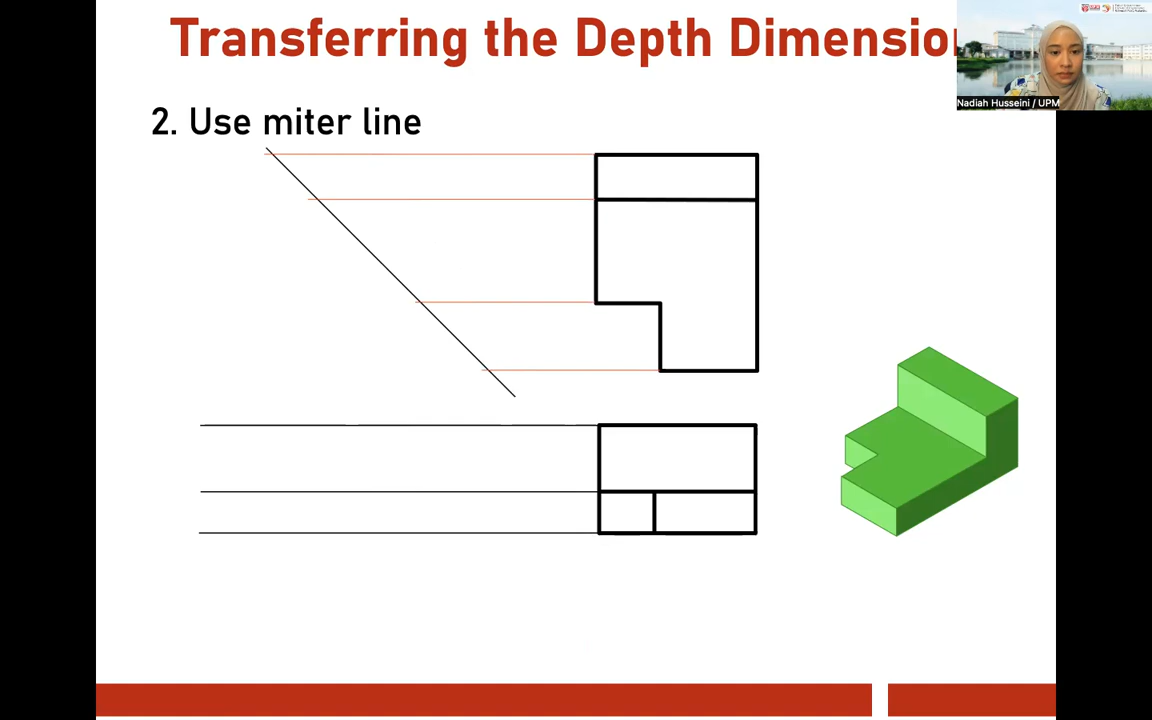 Transferring the Depth Dimension
Nadiah Husseini / UPM
2. Use miter line